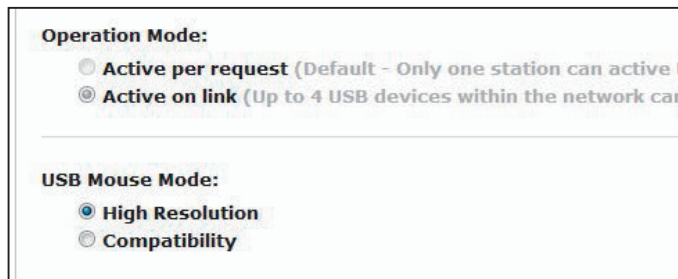 Operation Mode:
Active per request (Default - Only one station can active
Active on link (Up to 4 USB devices within the network
USB Mouse Mode:
High Resolution
Compatibility